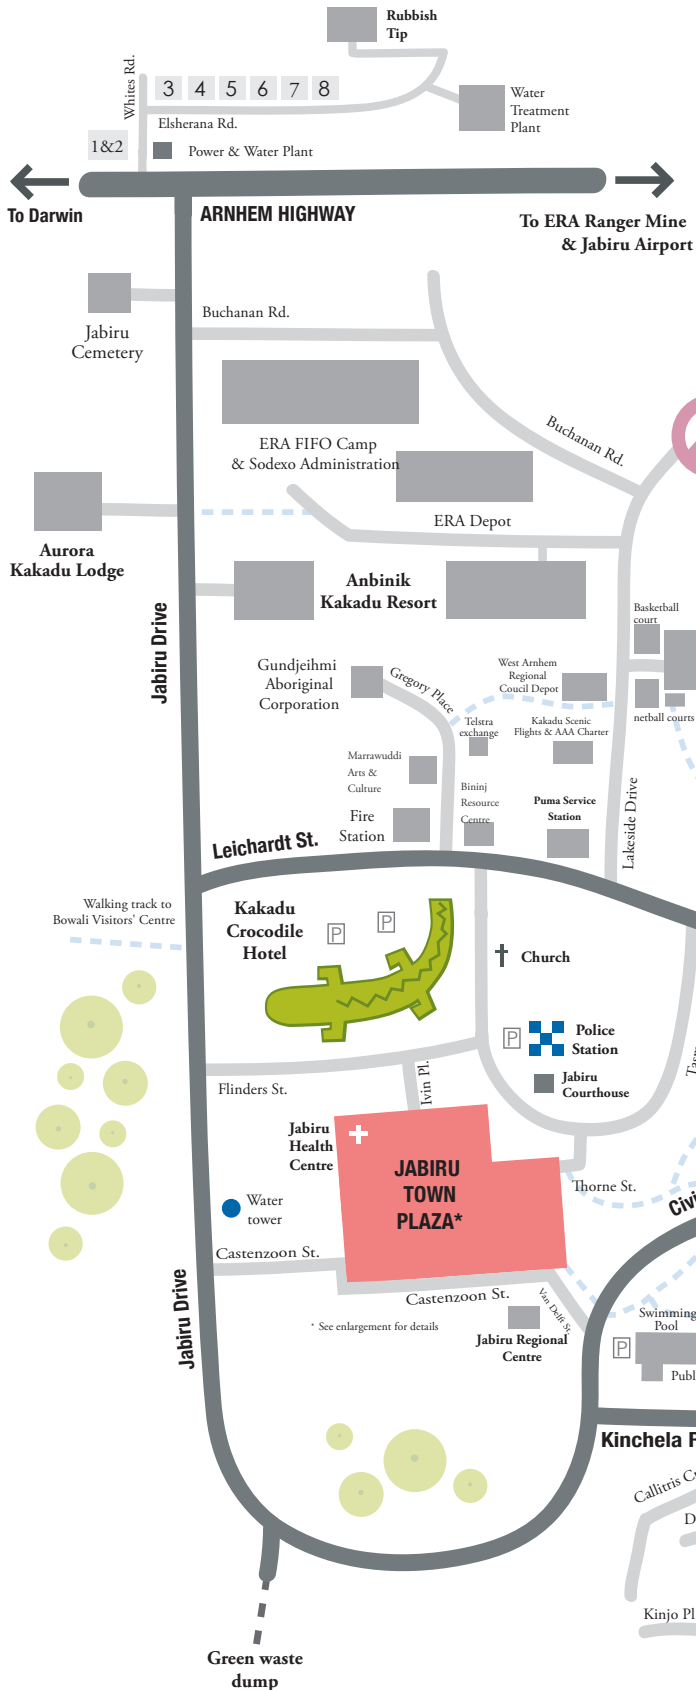 Rubbish
Tip
Whites Rd.
3 4 5 6 7 8
Water
Treatment
Plant
Elsherana Rd.
1&2
Power & Water Plant
To Darwin
ARNHEM HIGHWAY
To ERA Ranger Mine
& Jabiru Airport
Buchanan Rd.
Jabiru
Cemetery
Buchanan Rd.
ERA FIFO Camp
& Sodexo Administration
ERA Depot
Aurora
Kakadu Lodge
Anbinik
Kakadu Resort
Jabiru Drive
Basketball
court
Gundjeihmi
Aboriginal
Corporation
Gregory Place
West Arnhem
Regional
Coucil Depot
netball courts
Telstra
exchange
Kakadu Scenic
Flights & AAA Charter
Marrawuddi
Arts &
Culture
Bininj
Resource
Centre
Puma Service
Station
Lakeside Drive
Fire
Station
Leichardt St.
Walking track to
Bowali Visitors' Centre
Kakadu
Crocodile
Hotel
P
P
Church
P
Police
Station
Jabiru
Courthouse
Flinders St.
Ivin Pl.
Jabiru
Health
Centre
JABIRU
TOWN
PLAZA*
Thorne St.
Water
tower
Castenzoon St.
Castenzoon St.
Van Delft St.
* See enlargement for details
Jabiru Regional
Centre
Jabiru Drive
Swimming
Pool
P
Kinchela
Callitris
Kinjo Pl
Green waste
dump